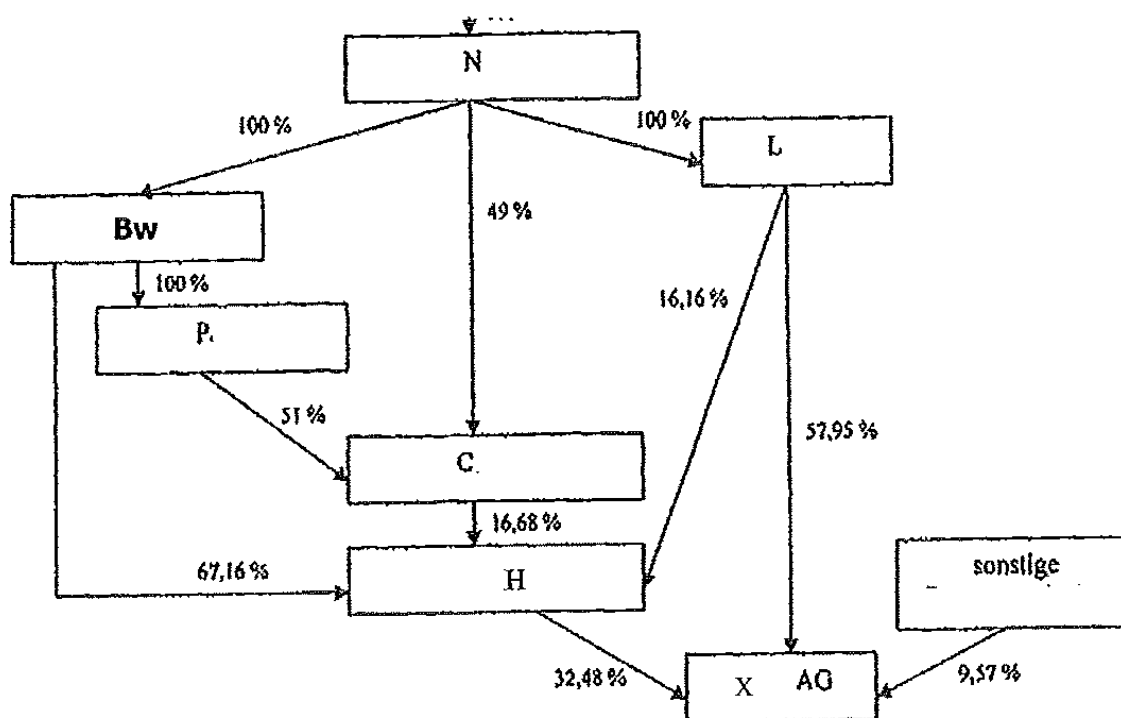 ...
N
100 %
100 %
L
Bw
49 %
100 %
16,16 %
P.
51 %
57,95 %
C.
16,68 %
sonstige
67,16 %
H
32,48 %
X AG
9,57 %